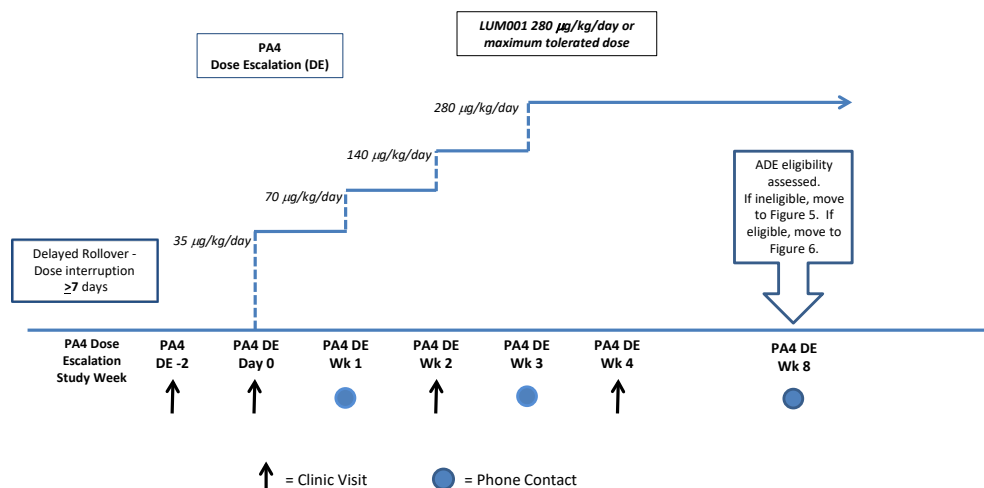 LUM001 280 µg/kg/day or
maximum tolerated dose
PA4
Dose Escalation (DE)
280 µg/kg/day
140 µg/kg/day
70 µg/kg/day
35 µg/kg/day
ADE eligibility
assessed.
If ineligible, move
to Figure 5. If
eligible, move to
Figure 6.
Delayed Rollover -
Dose interruption
≥7 days
PA4 Dose
Escalation
Study Week
PA4
DE -2
PA4 DE
Day 0
PA4 DE
Wk 1
PA4 DE
Wk 2
PA4 DE
Wk 3
PA4 DE
Wk 4
PA4 DE
Wk 8
= Clinic Visit
= Phone Contact